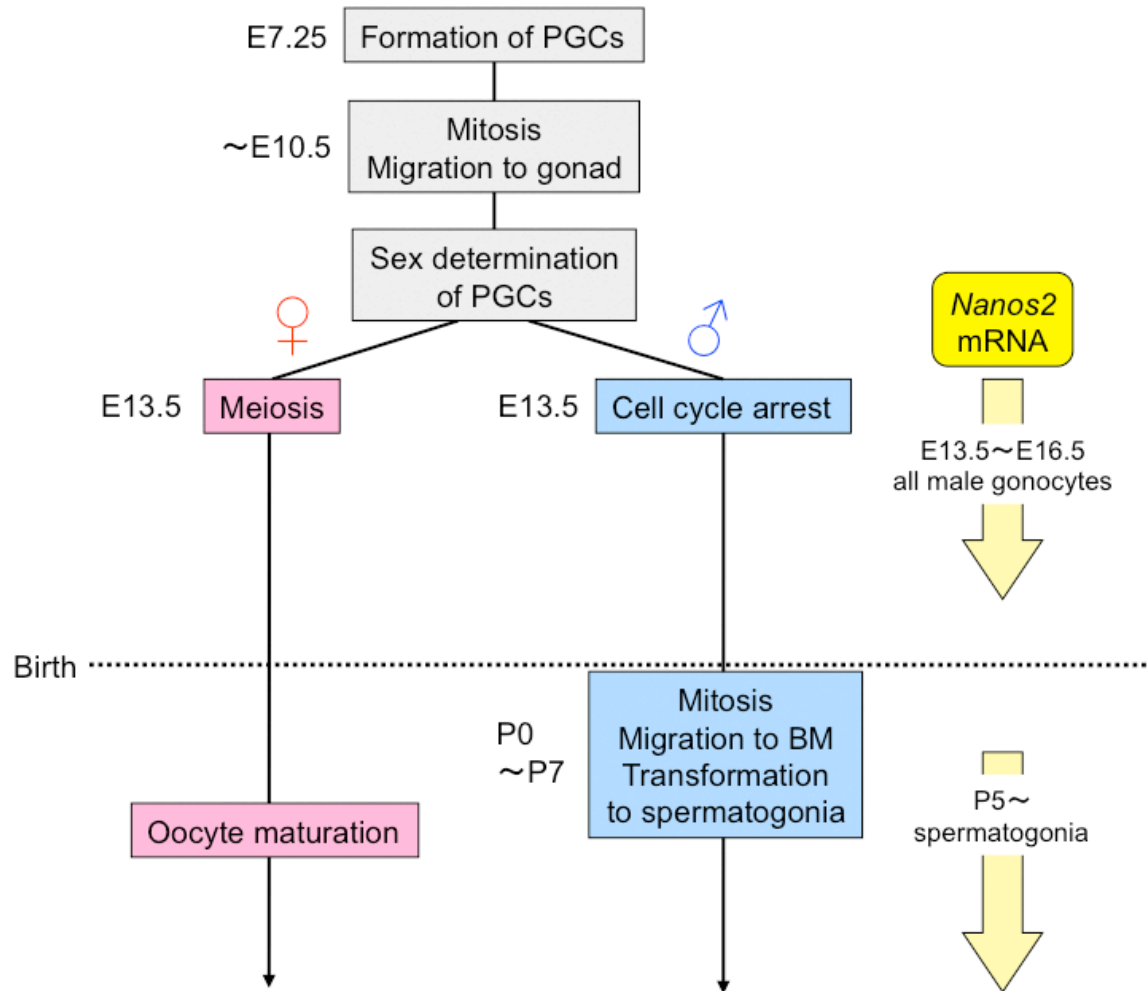 E7.25
Formation of PGCs
～E10.5
Mitosis
Migration to gonad
Sex determination
of PGCs
♀
♂
Nanos2
mRNA
E13.5
Meiosis
E13.5
Cell cycle arrest
E13.5～E16.5
all male gonocytes
Birth
P0
～P7
Mitosis
Migration to BM
Transformation
to spermatogonia
Oocyte maturation
P5～
spermatogonia